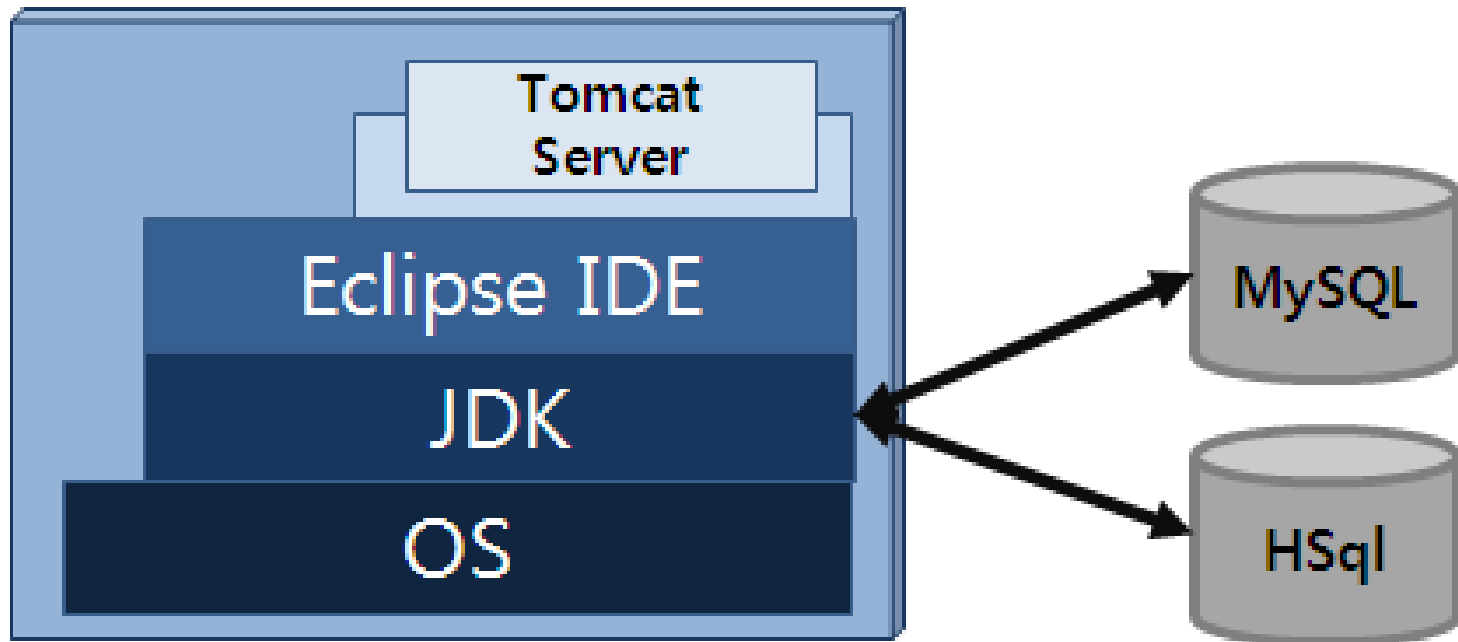 Tomcat
Server
Eclipse IDE
JDK
OS
MySQL
HSql